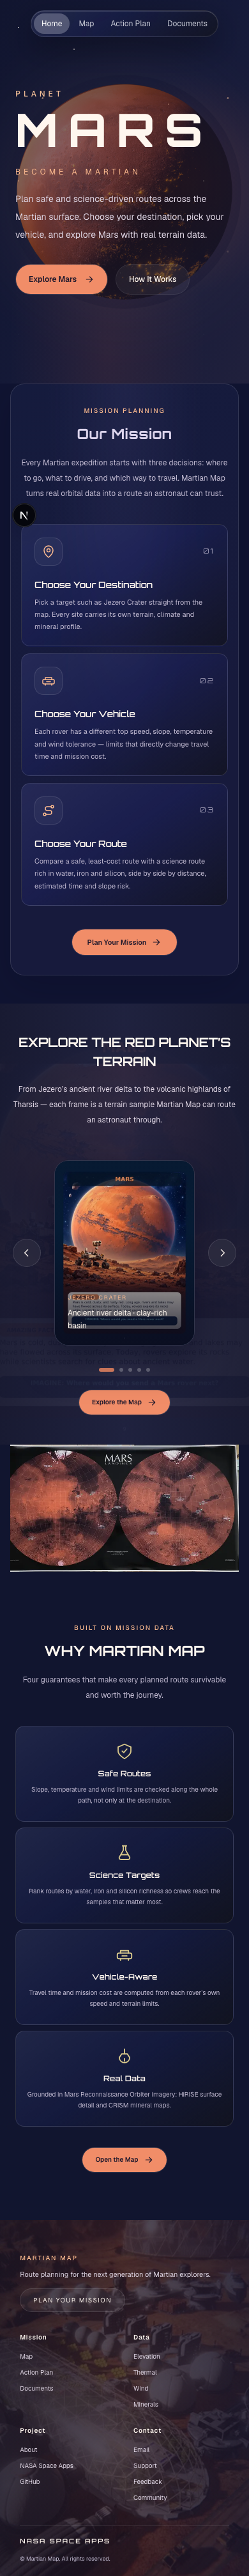 Home Map Action Plan Documents
PLANET
MARS
BECOME A MARTIAN
Plan safe and science-driven routes across the
Martian surface. Choose your destination, pick your
vehicle, and explore Mars with real terrain data.
Explore Mars →
How It Works
MISSION PLANNING
Our Mission
Every Martian expedition starts with three decisions: where
to go, what to drive, and which way to travel. Martian Map
turns real orbital data into a route an astronaut can trust.
N
01
Choose Your Destination
Pick a target such as Jezero Crater straight from the
map. Every site carries its own terrain, climate and
mineral profile.
02
Choose Your Vehicle
Each rover has a different top speed, slope, temperature
and wind tolerance — limits that directly change travel
time and mission cost.
03
Choose Your Route
Compare a safe, least-cost route with a science route
rich in water, iron and silicon, side by side by distance,
estimated time and slope risk.
Plan Your Mission →
EXPLORE THE RED PLANET'S
TERRAIN
From Jezero's ancient river delta to the volcanic highlands of
Tharsis — each frame is a terrain sample Martian Map can route
an astronaut through.
MARS
JEZERO CRATER
Ancient river delta · clay-rich
basin
Explore the Map →
MARS
BUILT ON MISSION DATA
WHY MARTIAN MAP
Four guarantees that make every planned route survivable
and worth the journey.
Safe Routes
Slope, temperature and wind limits are checked along the whole
path, not only at the destination.
Science Targets
Rank routes by water, iron and silicon richness so crews reach the
samples that matter most.
Vehicle-Aware
Travel time and mission cost are computed from each rover's own
speed and terrain limits.
Real Data
Grounded in Mars Reconnaissance Orbiter imagery: HiRISE surface
detail and CRISM mineral maps.
Open the Map →
MARTIAN MAP
Route planning for the next generation of Martian explorers.
PLAN YOUR MISSION
Mission
Map
Action Plan
Documents
Data
Elevation
Thermal
Wind
Minerals
Project
About
NASA Space Apps
GitHub
Contact
Email
Support
Feedback
Community
NASA SPACE APPS
© Martian Map. All rights reserved.